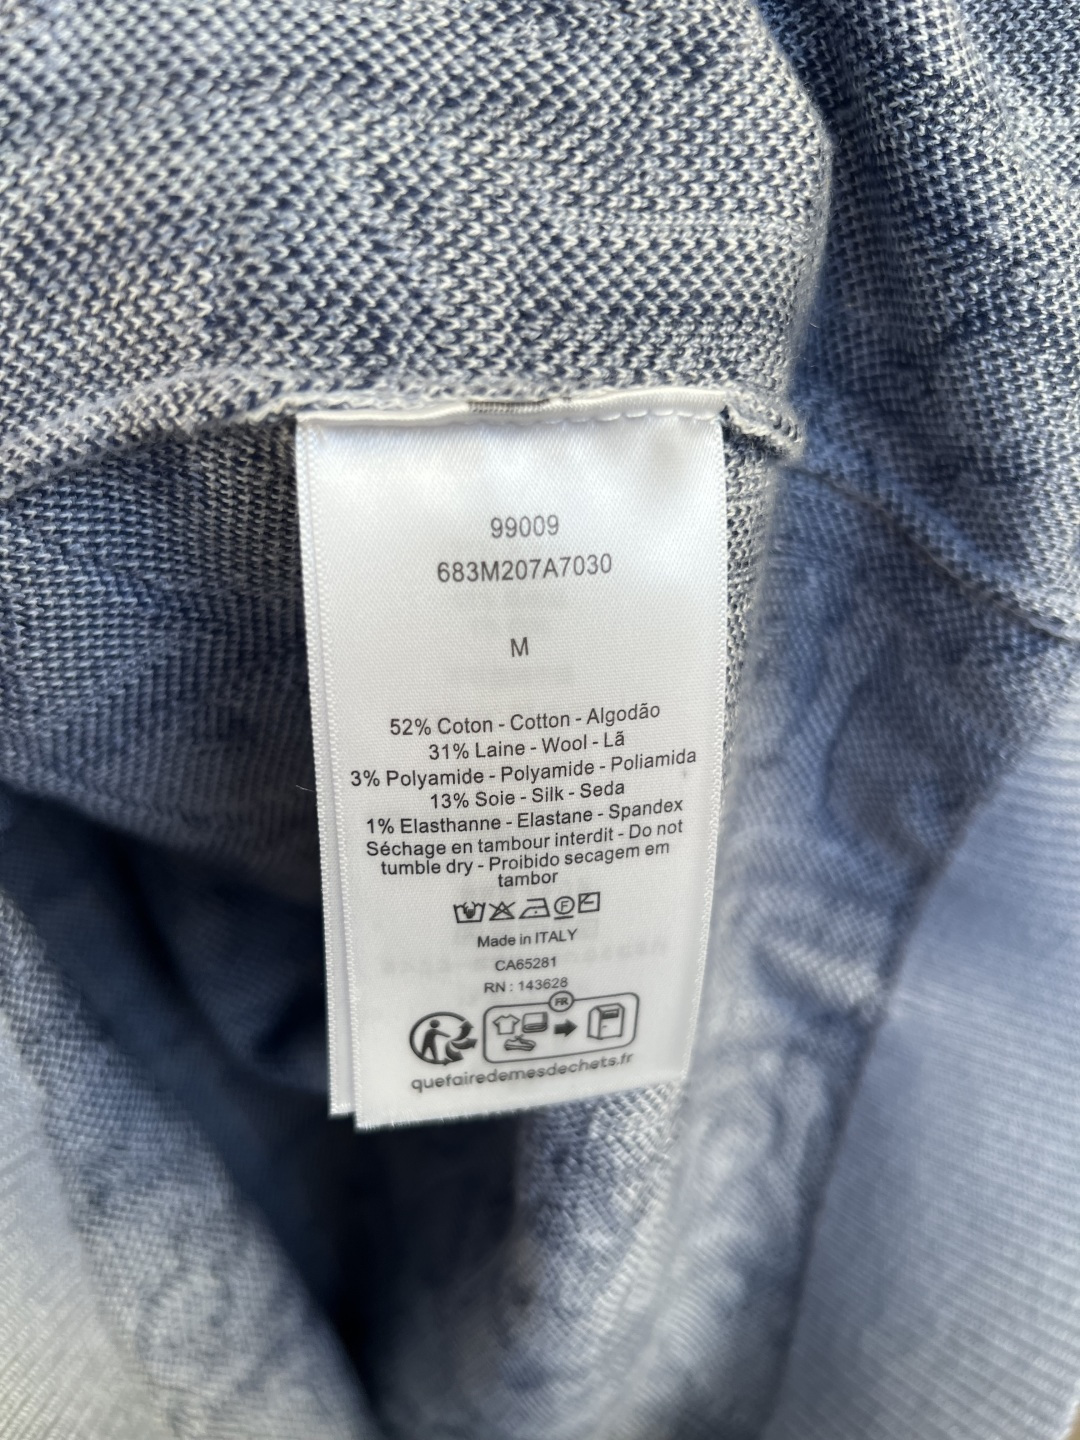 99009
683M207A7030
M
52% Coton - Cotton - Algodão
31% Laine - Wool - Lã
3% Polyamide - Polyamide - Poliamida
13% Soie - Silk - Seda
1% Elasthanne - Elastane - Spandex
Séchage en tambour interdit - Do not
tumble dry - Proibido secagem em
tambor
F
Made in ITALY
CA65281
RN : 143628
FR
quefairedemesdechets.fr